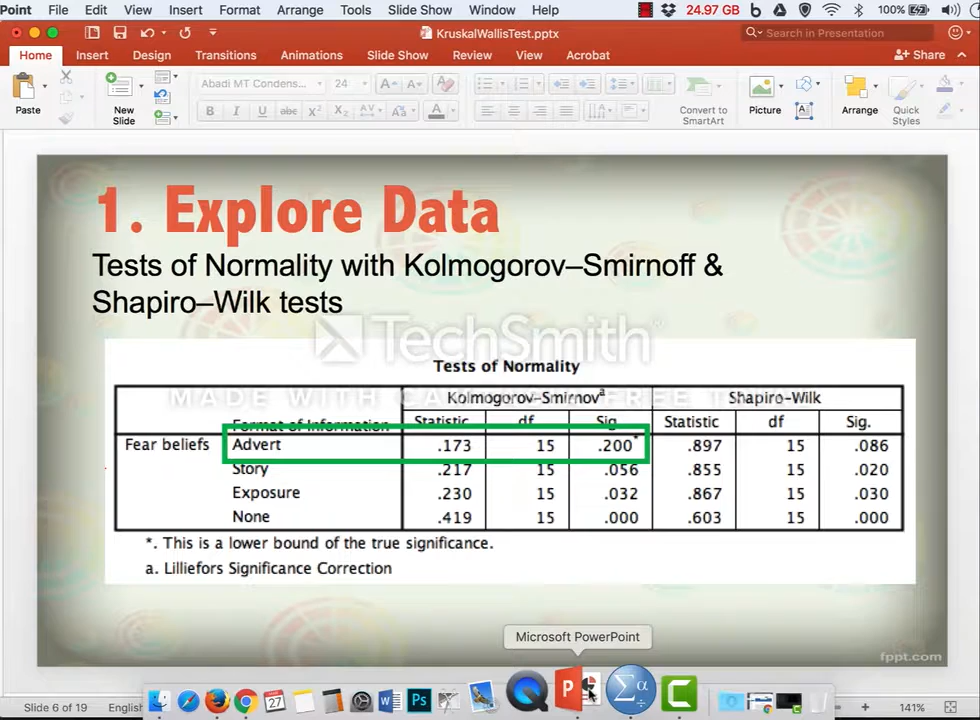 Point File Edit View Insert Format Arrange Tools Slide Show Window Help 24.97 GB 100%
KruskalWallisTest.pptx Search in Presentation
Home Insert Design Transitions Animations Slide Show Review View Acrobat Share
Abadi MT Condens... 24
Paste New Slide Convert to SmartArt Picture Arrange Quick Styles
1. Explore Data
Tests of Normality with Kolmogorov–Smirnoff &
Shapiro–Wilk tests
TechSmith
Tests of Normality
Kolmogorov–Smirnov a Shapiro–Wilk
Format of Information Statistic df Sig. Statistic df Sig.
Fear beliefs Advert .173 15 .200* .897 15 .086
Story .217 15 .056 .855 15 .020
Exposure .230 15 .032 .867 15 .030
None .419 15 .000 .603 15 .000
*. This is a lower bound of the true significance.
a. Lilliefors Significance Correction
Microsoft PowerPoint
fppt.com
Slide 6 of 19 English 141%